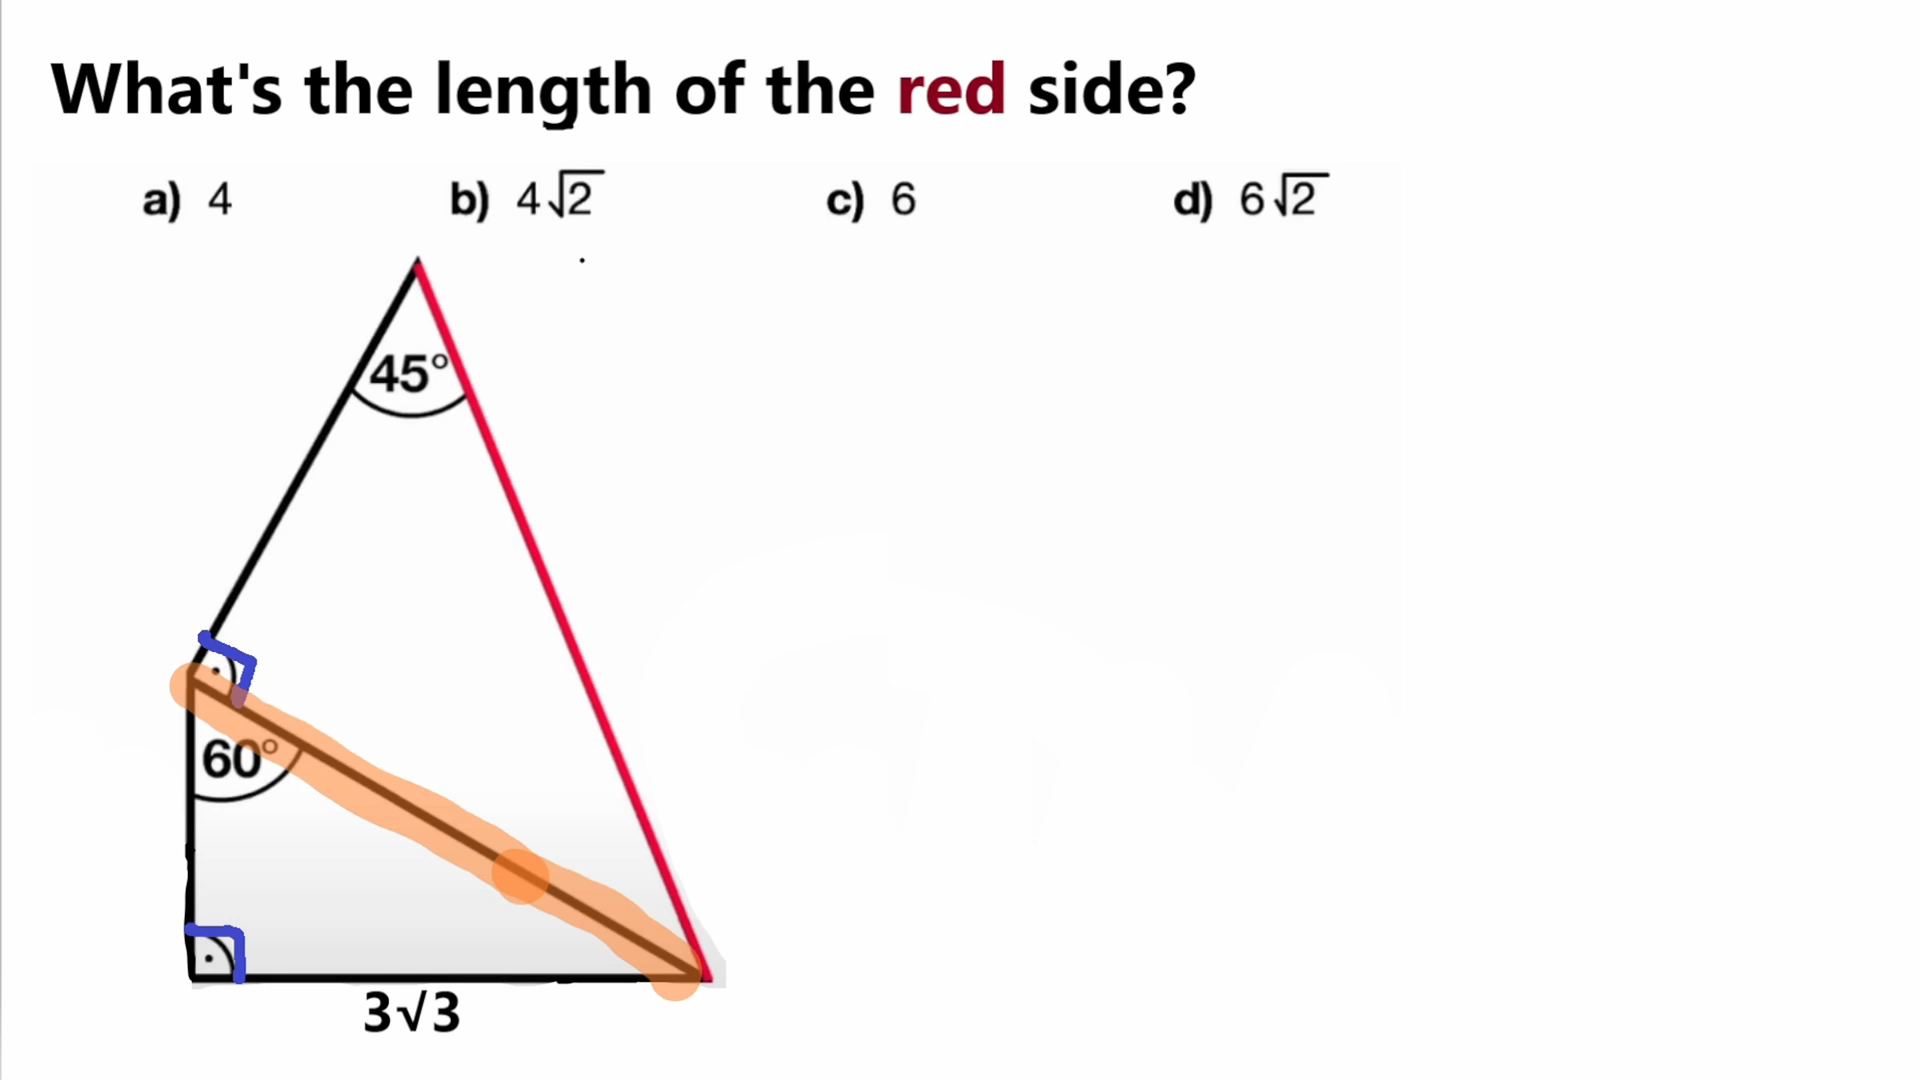 What's the length of the red side?
a) 4 b) 4√2 c) 6 d) 6√2
45°
60°
3√3